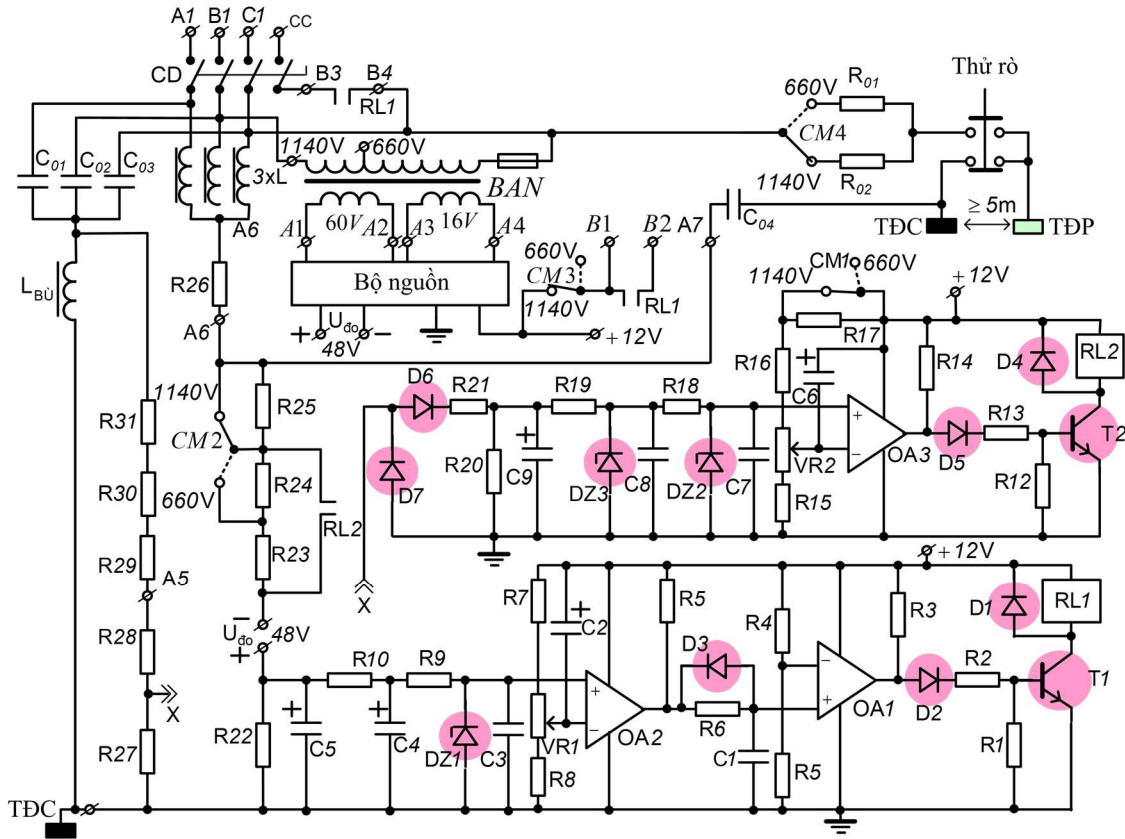 A1 B1 C1 CC
CD
B3 B4
RL1
660V R01
CM4
1140V R02
Thử rò
C01 C02 C03
3xL
1140V 660V
BAN
60V 16V
A6
A1 A2 A3 A4
Bộ nguồn
Uđo
+ 48V −
B1 B2 A7
660V
CM3
1140V
RL1
+12V
C04
TĐC ≥ 5m TĐP
LBÙ
R26
A6
1140V
CM2
660V
R25
R24
R23
RL2
Uđo 48V
−
+
R31
R30
R29
A5
R28
X
R27
TĐC
D6 R21 R19 R18
D7
R20
+
C9
DZ3
C8
DZ2
C7
X
CM1 660V
1140V
R17
R16
+
C6
VR2
R15
+
−
OA3
R14
+12V
D4
RL2
D5
R13
T2
R12
R22
+
C5
R10
+
C4
R9
DZ1
C3
R7
+
C2
VR1
R8
+
−
OA2
R5
D3
R6
C1
R4
R5
−
+
OA1
R3
+12V
D1
RL1
D2
R2
T1
R1